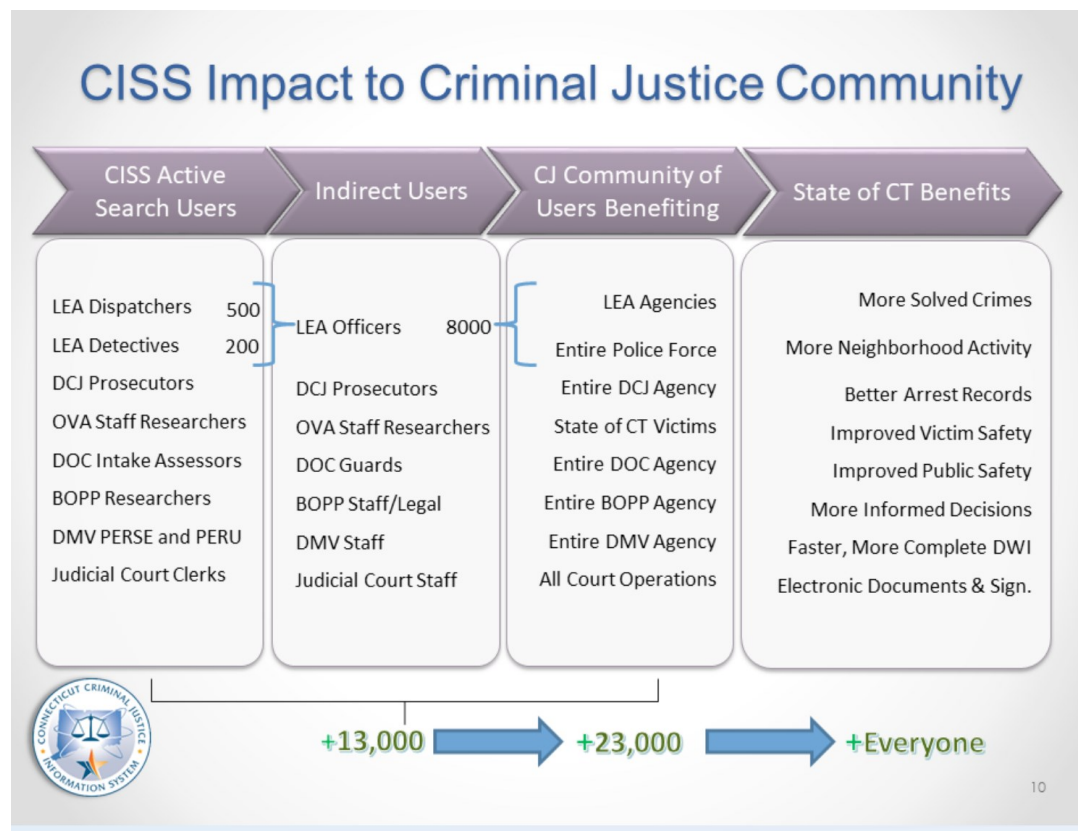 CISS Impact to Criminal Justice Community
CISS Active
Search Users
Indirect Users
CJ Community of
Users Benefiting
State of CT Benefits
LEA Dispatchers 500
LEA Detectives 200
DCJ Prosecutors
OVA Staff Researchers
DOC Intake Assessors
BOPP Researchers
DMV PERSE and PERU
Judicial Court Clerks
LEA Officers 8000
DCJ Prosecutors
OVA Staff Researchers
DOC Guards
BOPP Staff/Legal
DMV Staff
Judicial Court Staff
LEA Agencies
Entire Police Force
Entire DCJ Agency
State of CT Victims
Entire DOC Agency
Entire BOPP Agency
Entire DMV Agency
All Court Operations
More Solved Crimes
More Neighborhood Activity
Better Arrest Records
Improved Victim Safety
Improved Public Safety
More Informed Decisions
Faster, More Complete DWI
Electronic Documents & Sign.
CONNECTICUT CRIMINAL JUSTICE
INFORMATION SYSTEM
+13,000
+23,000
+Everyone
10